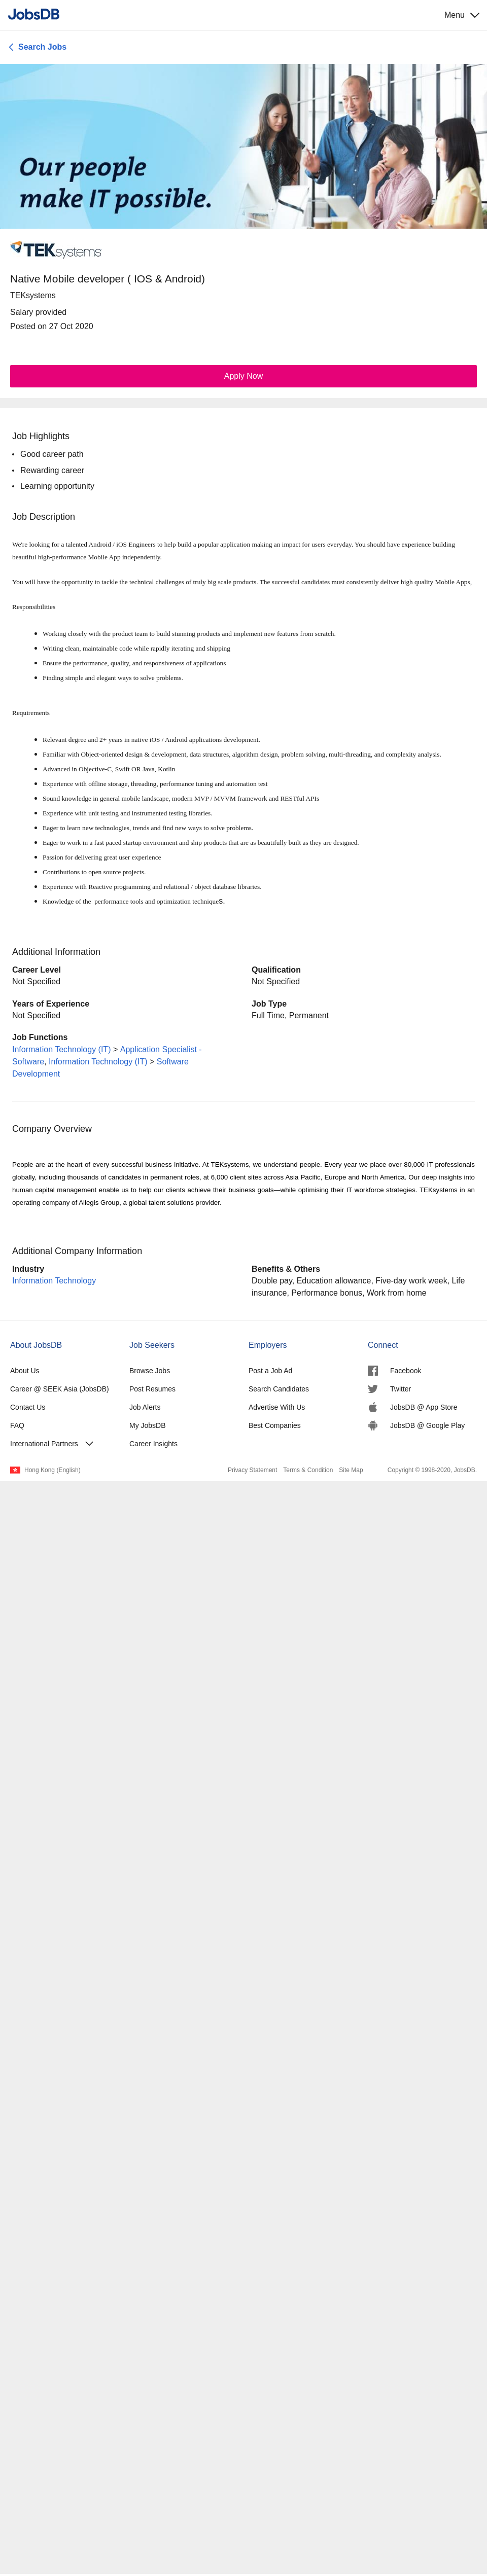 JobsDB
Menu
Search Jobs
Our people
make IT possible.
TEKsystems
Native Mobile developer ( IOS & Android)
TEKsystems
Salary provided
Posted on 27 Oct 2020
Apply Now
Job Highlights
• Good career path
• Rewarding career
• Learning opportunity
Job Description
We're looking for a talented Android / iOS Engineers to help build a popular application making an impact for users everyday. You should have experience building
beautiful high-performance Mobile App independently.
You will have the opportunity to tackle the technical challenges of truly big scale products. The successful candidates must consistently deliver high quality Mobile Apps,
Responsibilities
• Working closely with the product team to build stunning products and implement new features from scratch.
• Writing clean, maintainable code while rapidly iterating and shipping
• Ensure the performance, quality, and responsiveness of applications
• Finding simple and elegant ways to solve problems.
Requirements
• Relevant degree and 2+ years in native iOS / Android applications development.
• Familiar with Object-oriented design & development, data structures, algorithm design, problem solving, multi-threading, and complexity analysis.
• Advanced in Objective-C, Swift OR Java, Kotlin
• Experience with offline storage, threading, performance tuning and automation test
• Sound knowledge in general mobile landscape, modern MVP / MVVM framework and RESTful APIs
• Experience with unit testing and instrumented testing libraries.
• Eager to learn new technologies, trends and find new ways to solve problems.
• Eager to work in a fast paced startup environment and ship products that are as beautifully built as they are designed.
• Passion for delivering great user experience
• Contributions to open source projects.
• Experience with Reactive programming and relational / object database libraries.
• Knowledge of the  performance tools and optimization techniques.
Additional Information
Career Level
Not Specified
Qualification
Not Specified
Years of Experience
Not Specified
Job Type
Full Time, Permanent
Job Functions
Information Technology (IT) > Application Specialist -
Software, Information Technology (IT) > Software
Development
Company Overview
People are at the heart of every successful business initiative. At TEKsystems, we understand people. Every year we place over 80,000 IT professionals
globally, including thousands of candidates in permanent roles, at 6,000 client sites across Asia Pacific, Europe and North America. Our deep insights into
human capital management enable us to help our clients achieve their business goals—while optimising their IT workforce strategies. TEKsystems in an
operating company of Allegis Group, a global talent solutions provider.
Additional Company Information
Industry
Information Technology
Benefits & Others
Double pay, Education allowance, Five-day work week, Life
insurance, Performance bonus, Work from home
About JobsDB
About Us
Career @ SEEK Asia (JobsDB)
Contact Us
FAQ
International Partners
Job Seekers
Browse Jobs
Post Resumes
Job Alerts
My JobsDB
Career Insights
Employers
Post a Job Ad
Search Candidates
Advertise With Us
Best Companies
Connect
Facebook
Twitter
JobsDB @ App Store
JobsDB @ Google Play
Hong Kong (English)
Privacy Statement Terms & Condition Site Map Copyright © 1998-2020, JobsDB.